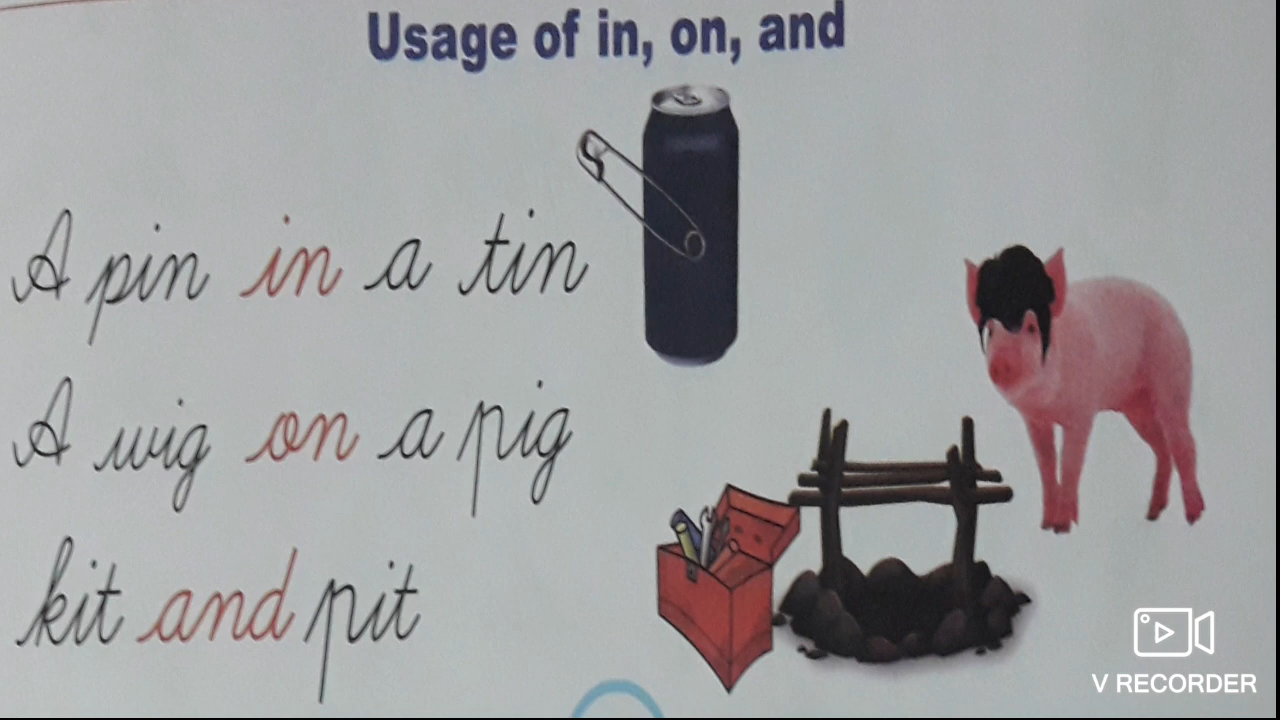 Usage of in, on, and
A pin in a tin
A wig on a pig
kit and pit
V RECORDER